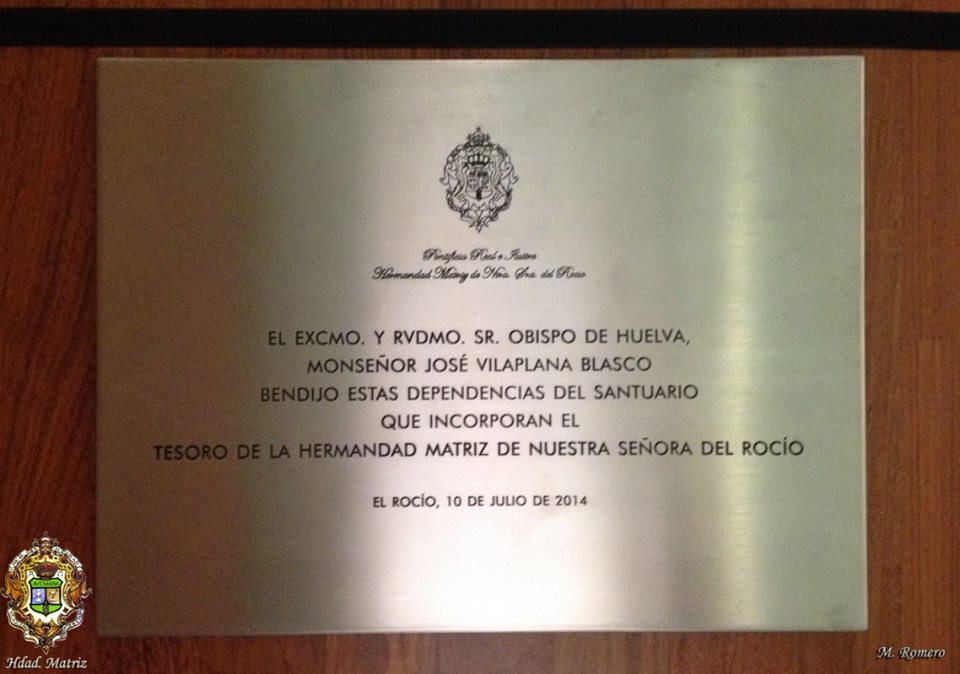 Pontificia Real e Ilustre
Hermandad Matriz de Ntra. Sra. del Rocío
EL EXCMO. Y RVDMO. SR. OBISPO DE HUELVA,
MONSEÑOR JOSÉ VILAPLANA BLASCO
BENDIJO ESTAS DEPENDENCIAS DEL SANTUARIO
QUE INCORPORAN EL
TESORO DE LA HERMANDAD MATRIZ DE NUESTRA SEÑORA DEL ROCÍO
EL ROCÍO, 10 DE JULIO DE 2014
AVE MARIA
Hdad. Matriz
M. Romero